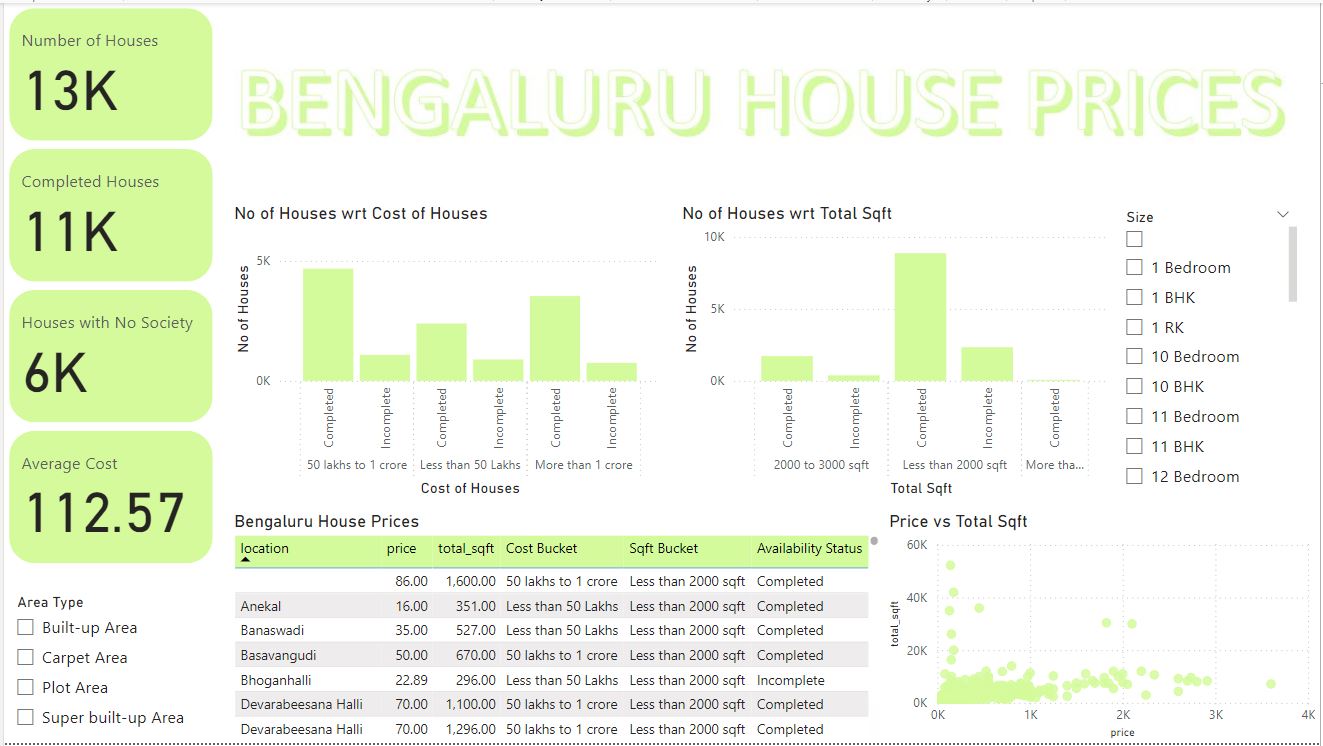 Number of Houses
13K
Completed Houses
11K
Houses with No Society
6K
Average Cost
112.57
Area Type
Built-up Area
Carpet Area
Plot Area
Super built-up Area
BENGALURU HOUSE PRICES
No of Houses wrt Cost of Houses
No of Houses
5K
0K
Completed
Incomplete
Completed
Incomplete
Completed
Incomplete
50 lakhs to 1 crore
Less than 50 Lakhs
More than 1 crore
Cost of Houses
No of Houses wrt Total Sqft
No of Houses
10K
5K
0K
Completed
Incomplete
Completed
Incomplete
Completed
2000 to 3000 sqft
Less than 2000 sqft
More tha...
Total Sqft
Size
1 Bedroom
1 BHK
1 RK
10 Bedroom
10 BHK
11 Bedroom
11 BHK
12 Bedroom
Bengaluru House Prices
location price total_sqft Cost Bucket Sqft Bucket Availability Status
86.00 1,600.00 50 lakhs to 1 crore Less than 2000 sqft Completed
Anekal 16.00 351.00 Less than 50 Lakhs Less than 2000 sqft Completed
Banaswadi 35.00 527.00 Less than 50 Lakhs Less than 2000 sqft Completed
Basavangudi 50.00 670.00 50 lakhs to 1 crore Less than 2000 sqft Completed
Bhoganhalli 22.89 296.00 Less than 50 Lakhs Less than 2000 sqft Incomplete
Devarabeesana Halli 70.00 1,100.00 50 lakhs to 1 crore Less than 2000 sqft Completed
Devarabeesana Halli 70.00 1,296.00 50 lakhs to 1 crore Less than 2000 sqft Completed
Price vs Total Sqft
total_sqft
60K
40K
20K
0K
0K 1K 2K 3K 4K
price